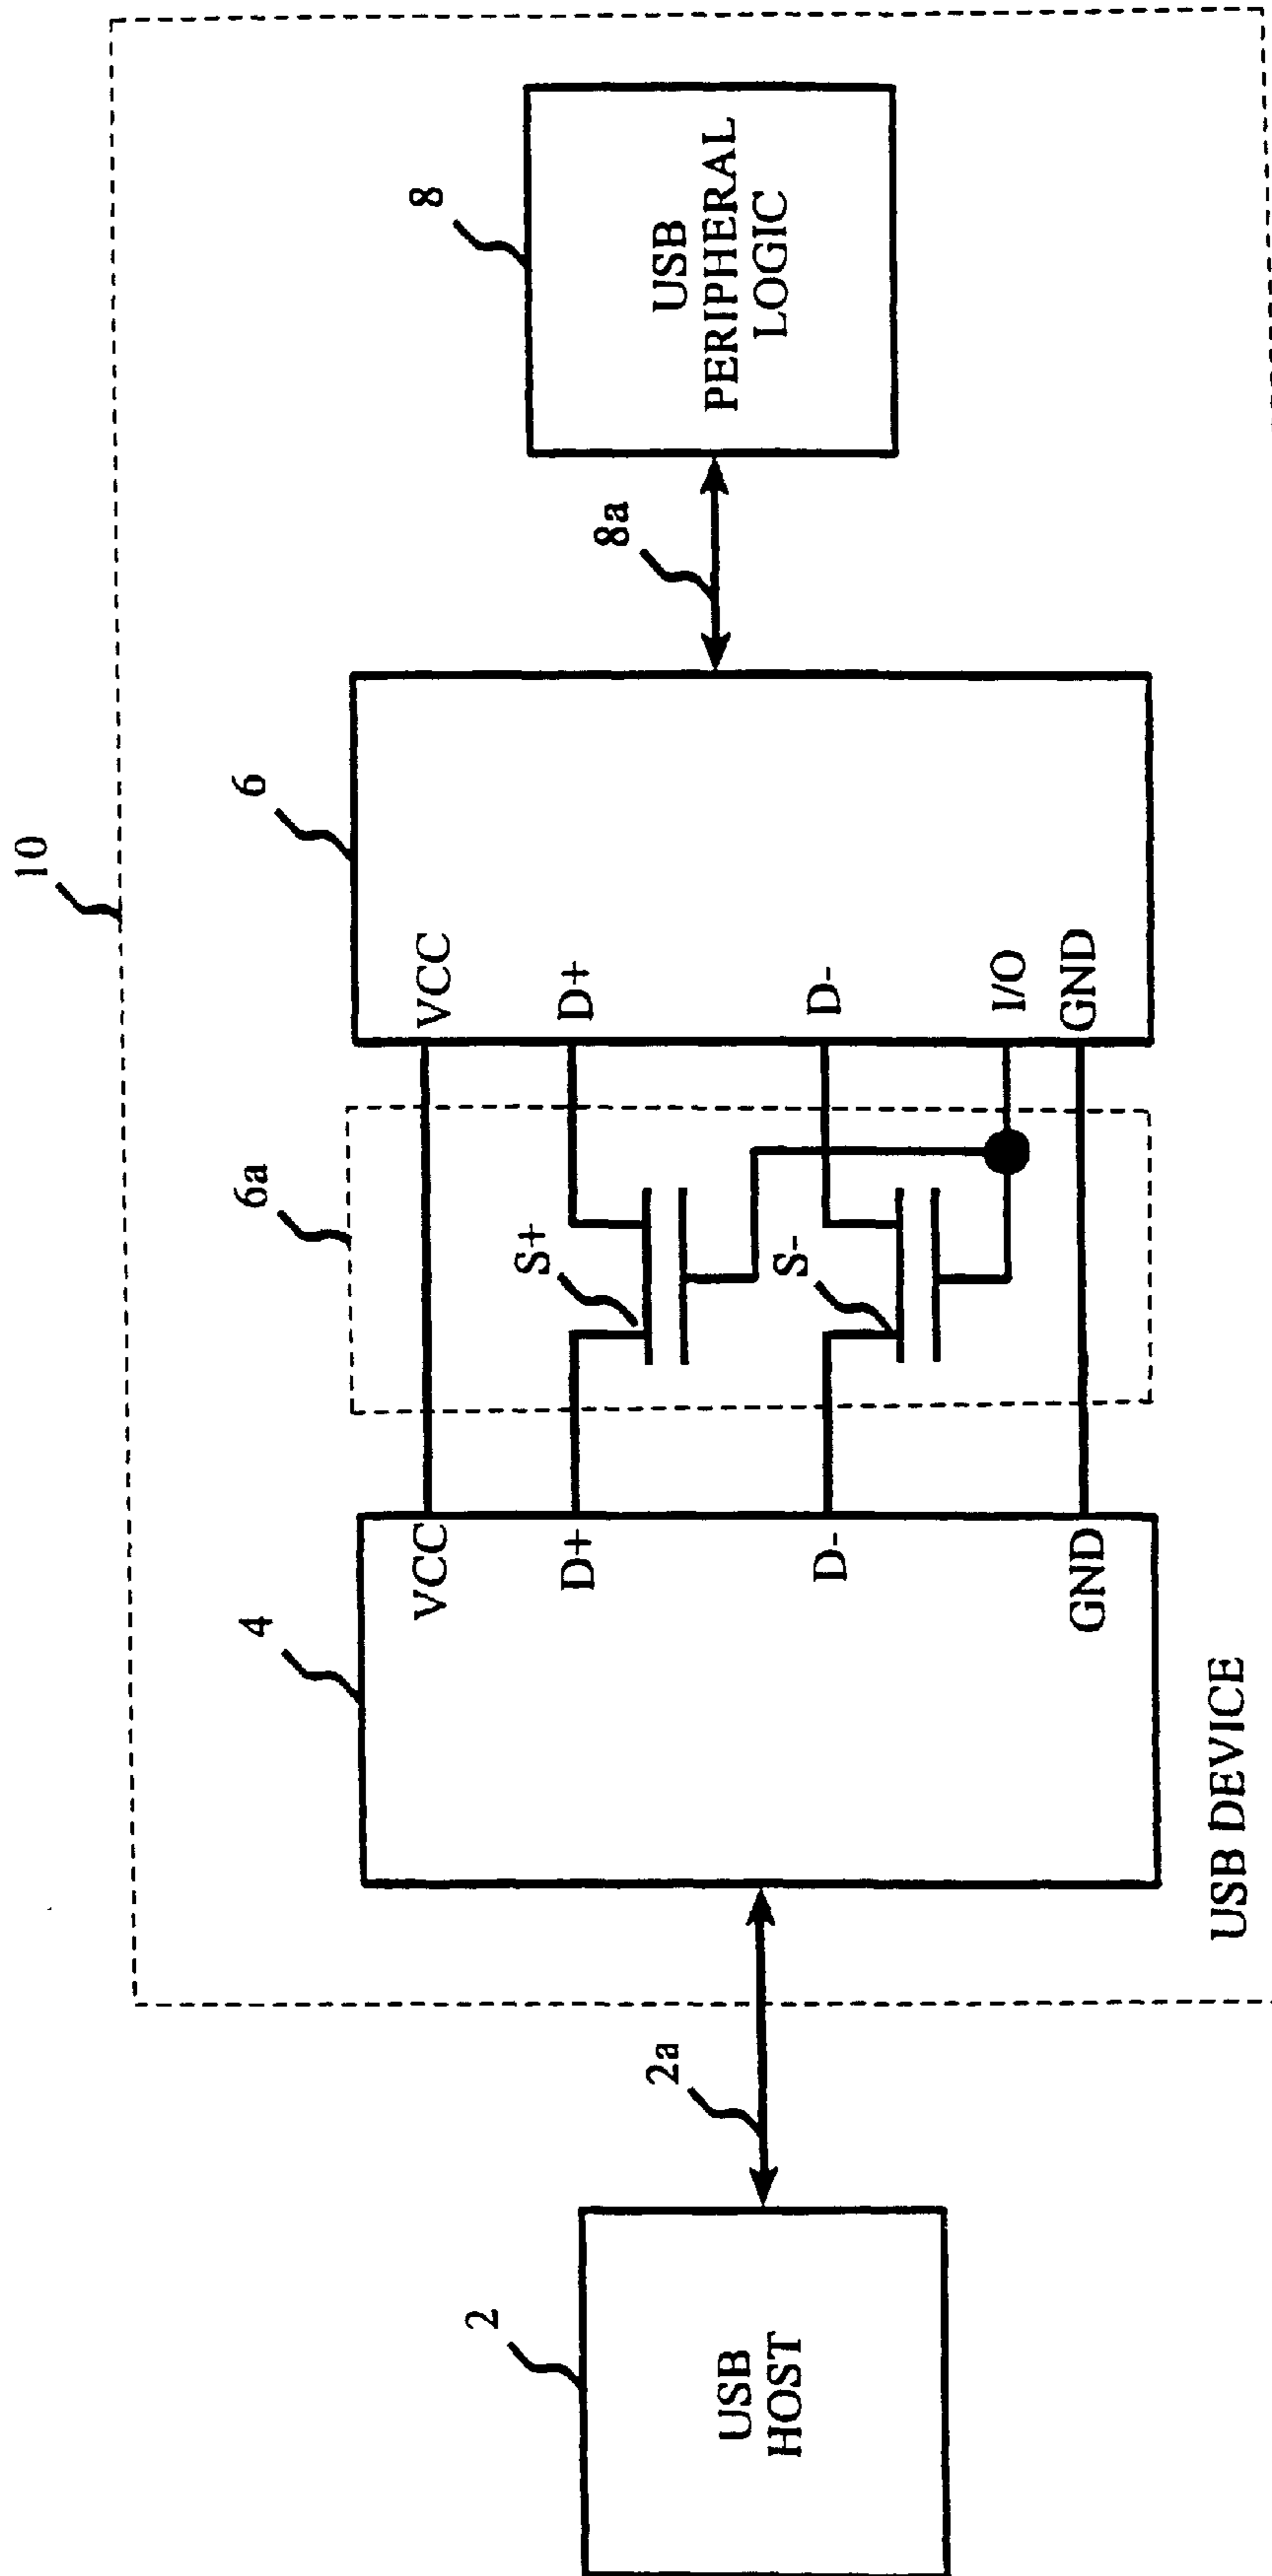 10
2
USB
HOST
2a
4
VCC
D+
D-
GND
6a
S+
S-
6
VCC
D+
D-
I/O
GND
8a
8
USB
PERIPHERAL
LOGIC
USB DEVICE